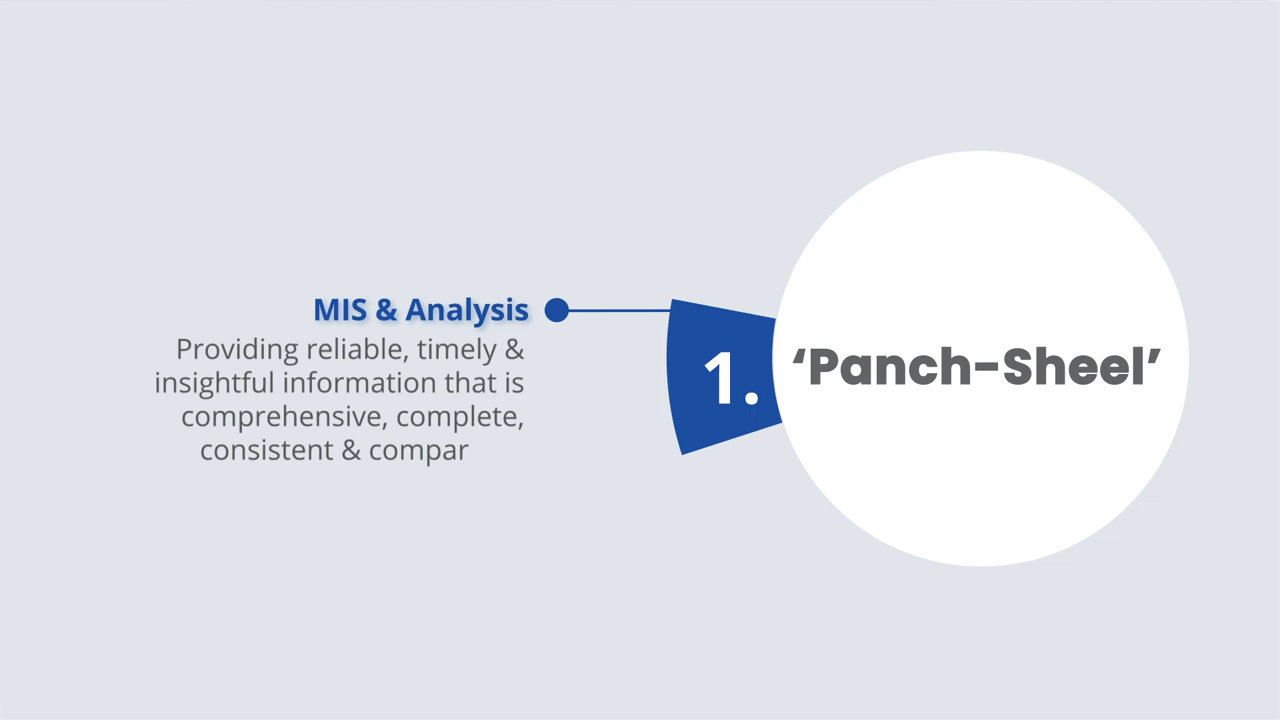 MIS & Analysis
Providing reliable, timely &
insightful information that is
comprehensive, complete,
consistent & compar
1.
‘Panch-Sheel’